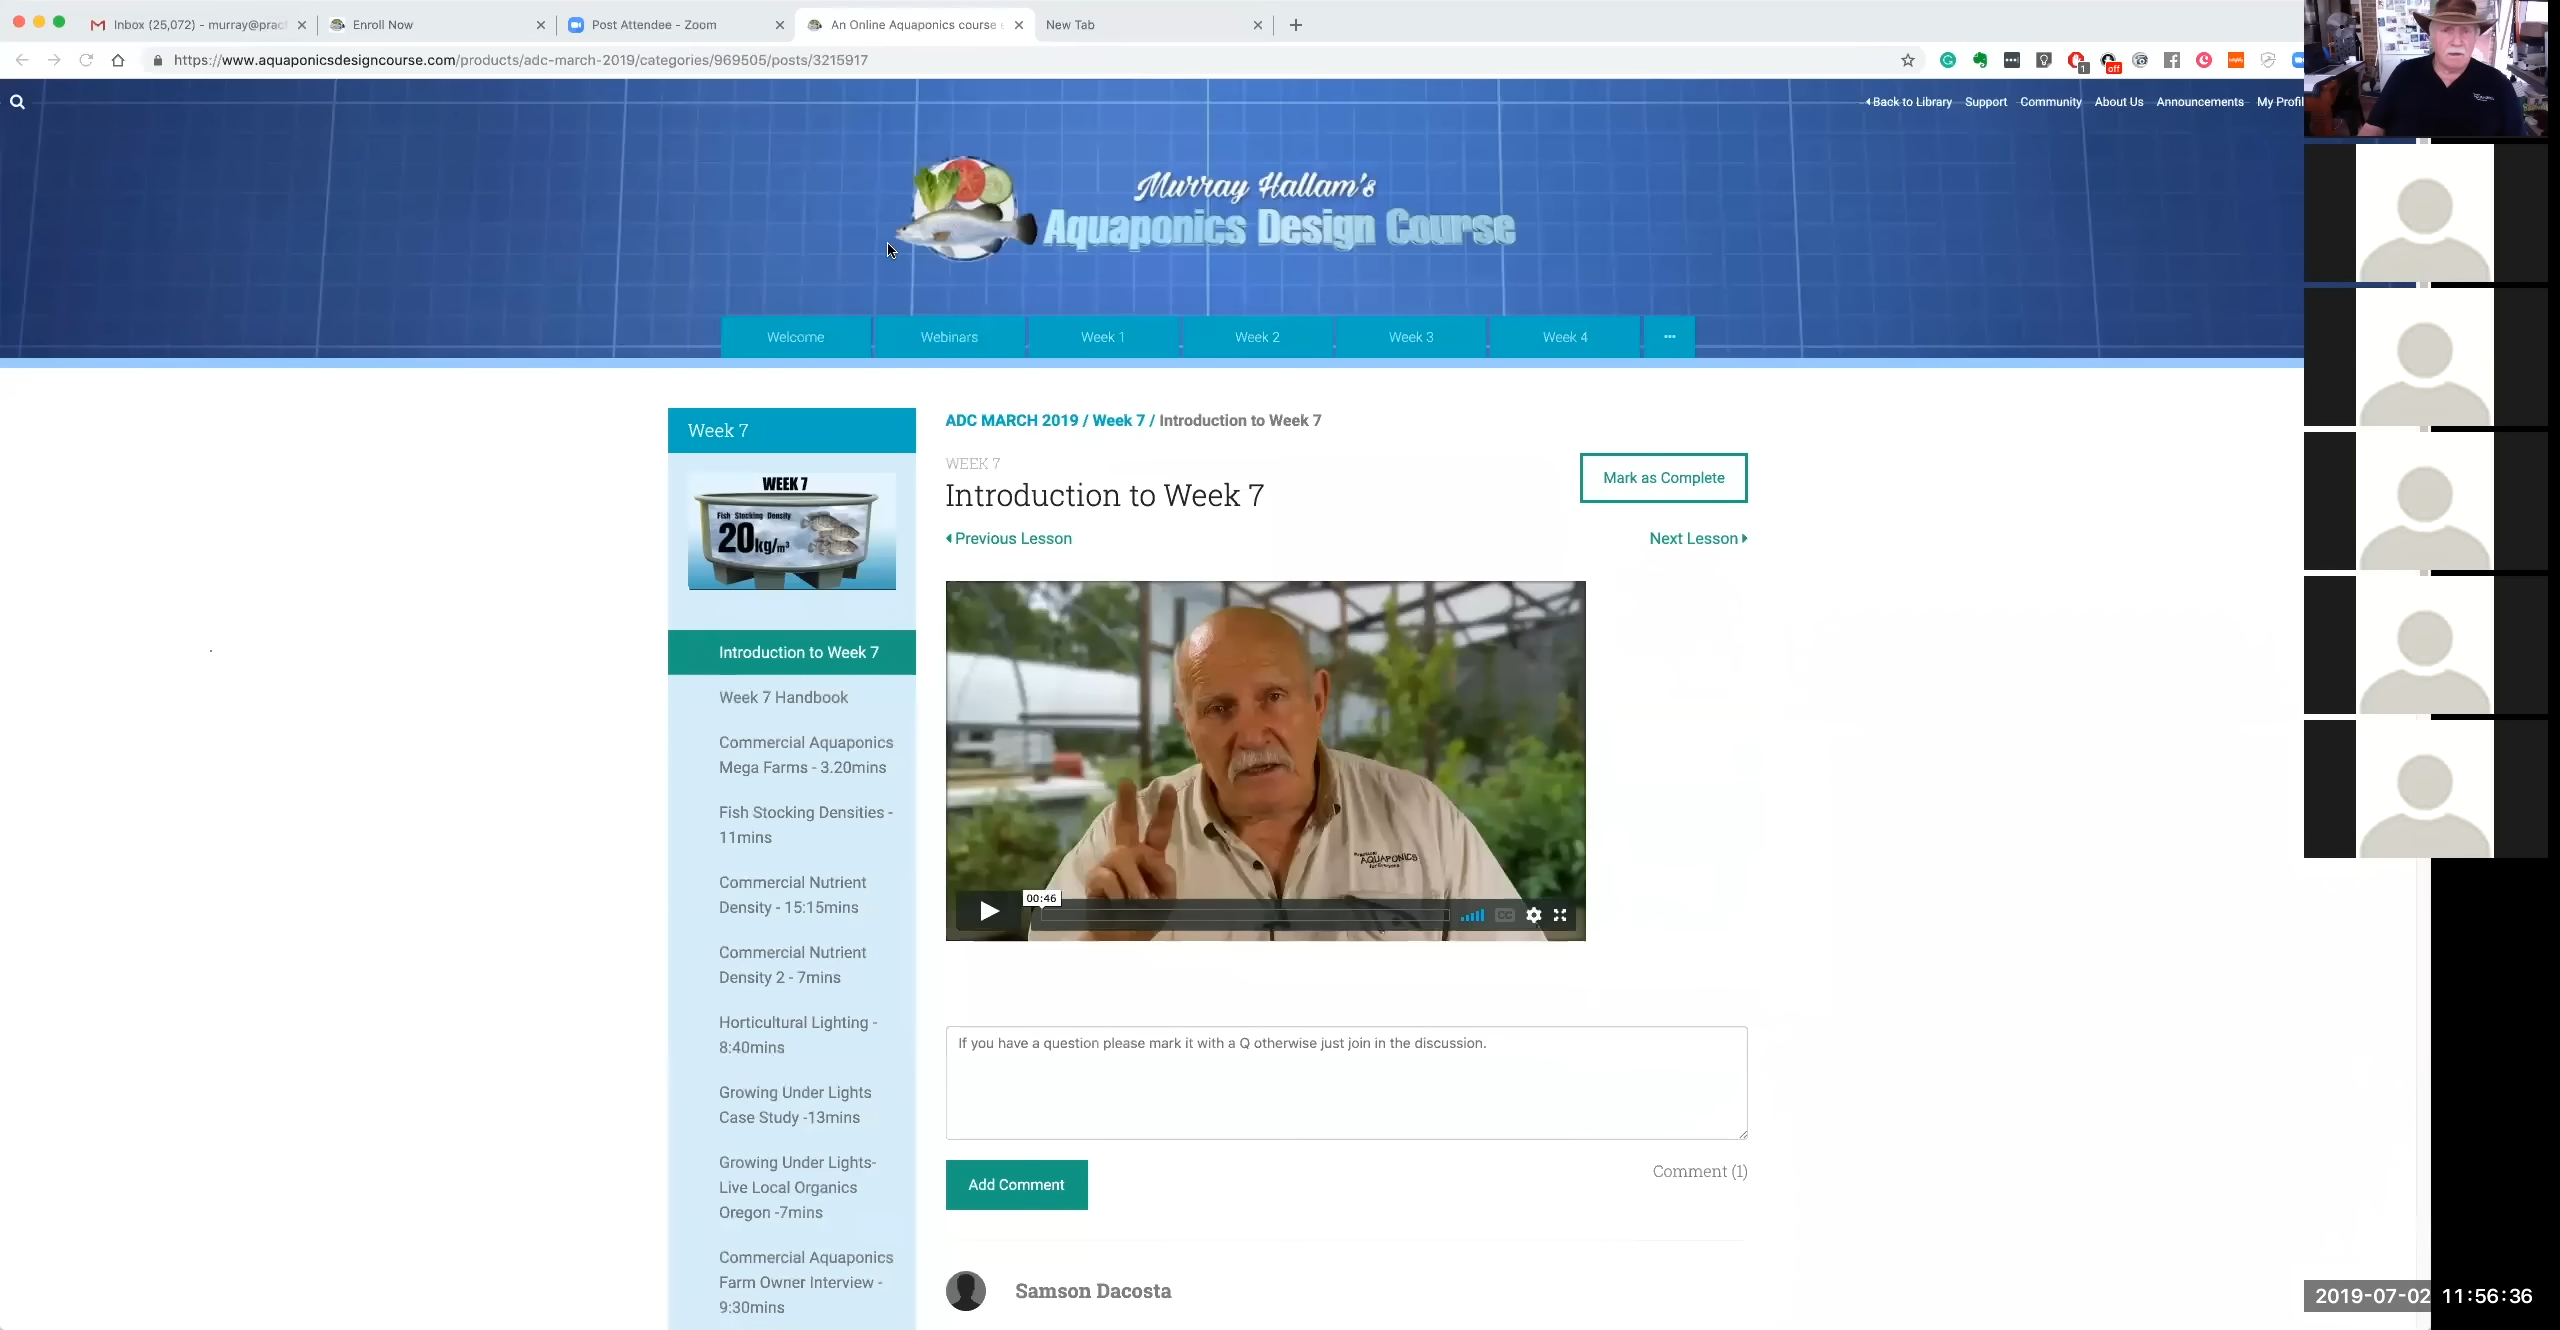 Inbox (25,072) - murray@pract
Enroll Now
Post Attendee - Zoom
An Online Aquaponics course
New Tab
https://www.aquaponicsdesigncourse.com/products/adc-march-2019/categories/969505/posts/3215917
1
off
Back to Library
Support
Community
About Us
Announcements
My Profil
Murray Hallam's
Aquaponics Design Course
Welcome
Webinars
Week 1
Week 2
Week 3
Week 4
...
Week 7
WEEK 7
Fish Stocking Density
20kg/m³
Introduction to Week 7
Week 7 Handbook
Commercial Aquaponics
Mega Farms - 3.20mins
Fish Stocking Densities -
11mins
Commercial Nutrient
Density - 15:15mins
Commercial Nutrient
Density 2 - 7mins
Horticultural Lighting -
8:40mins
Growing Under Lights
Case Study -13mins
Growing Under Lights-
Live Local Organics
Oregon -7mins
Commercial Aquaponics
Farm Owner Interview -
9:30mins
ADC MARCH 2019 / Week 7 / Introduction to Week 7
WEEK 7
Introduction to Week 7
Mark as Complete
Previous Lesson
Next Lesson
AQUAPONICS
00:46
CC
If you have a question please mark it with a Q otherwise just join in the discussion.
Add Comment
Comment (1)
Samson Dacosta
2019-07-02 11:56:36